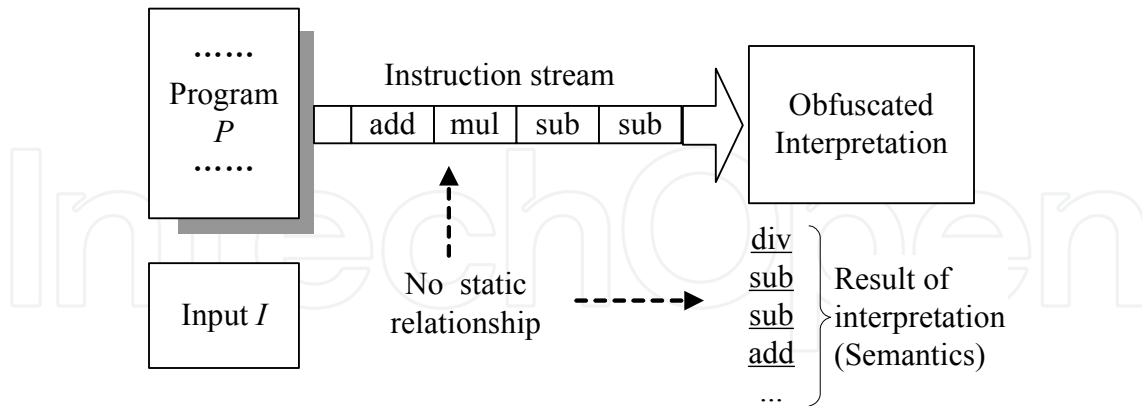 ......
Program
P
......
Instruction stream
add mul sub sub
Obfuscated
Interpretation
Input I
No static
relationship
div
sub
sub
add
...
Result of
interpretation
(Semantics)
IntechOpen